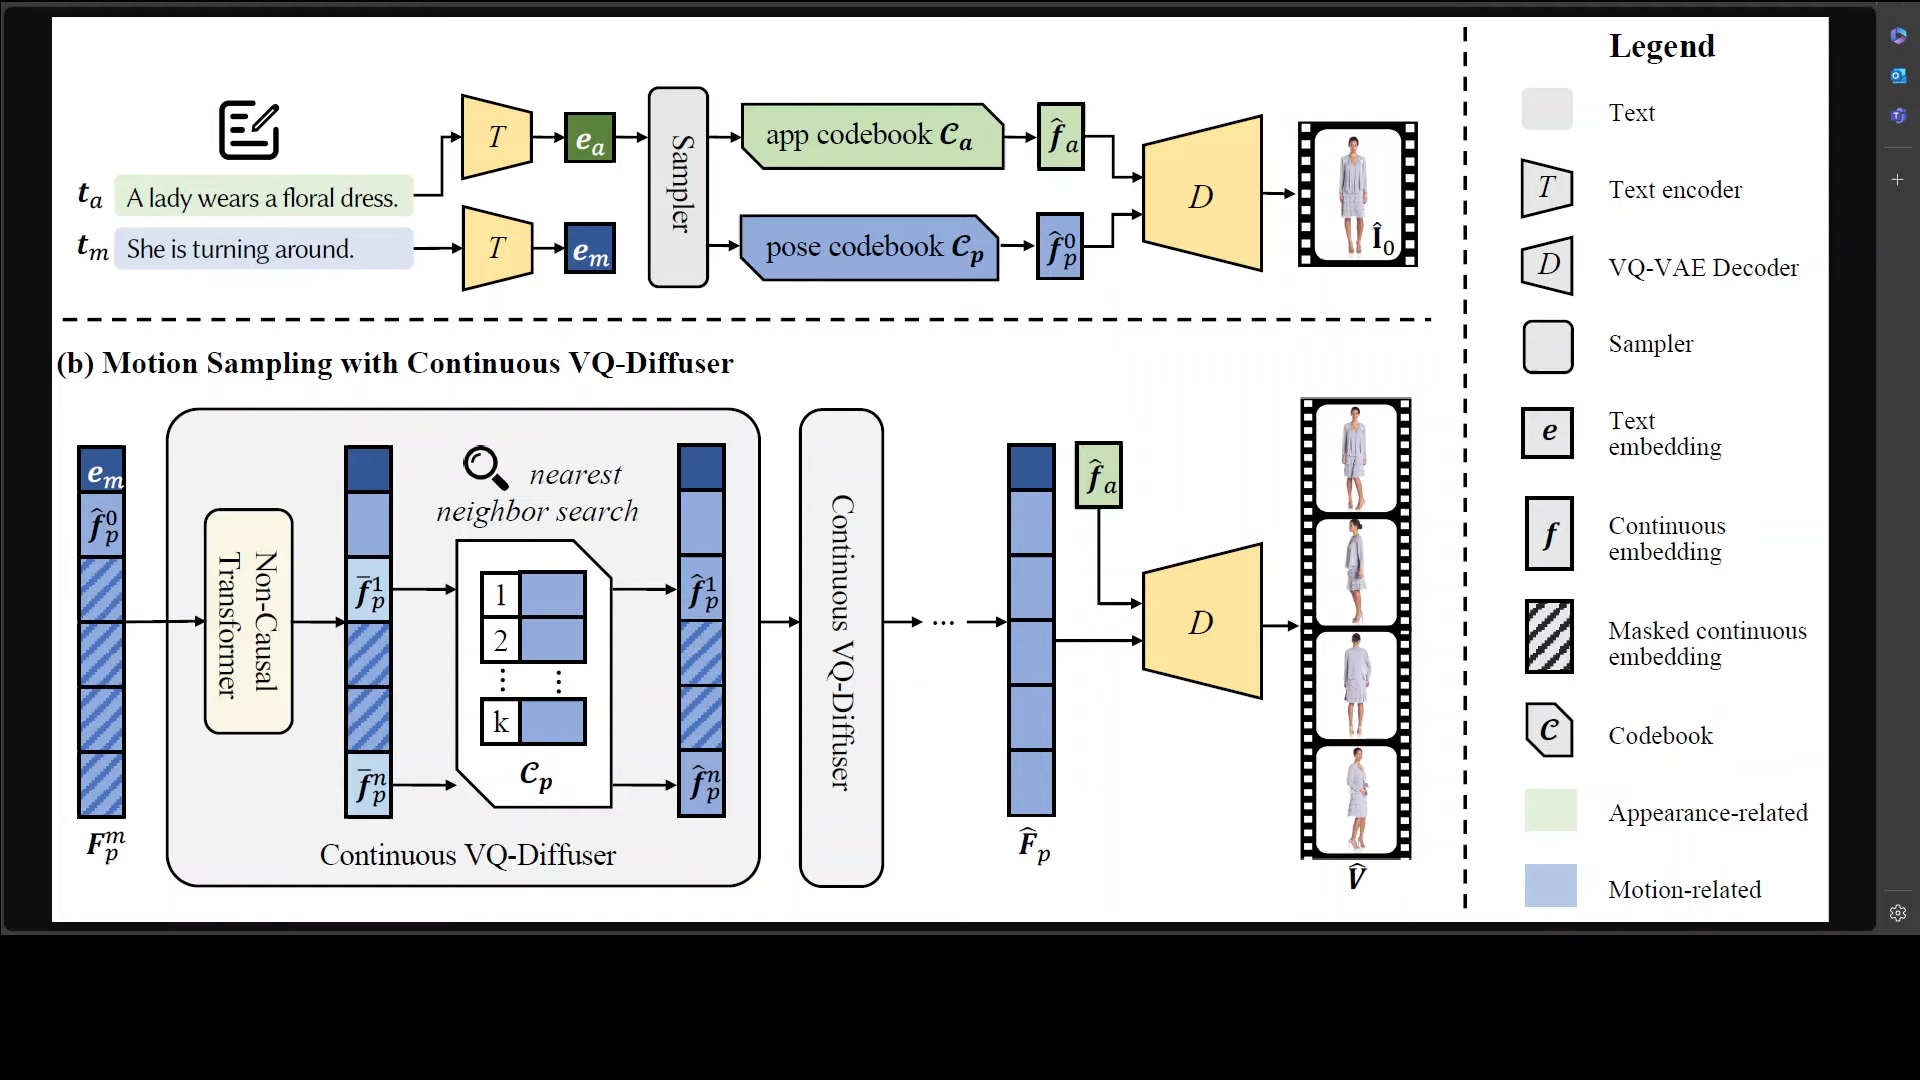 t_a A lady wears a floral dress.
t_m She is turning around.
T
T
e_a
e_m
Sampler
app codebook C_a
pose codebook C_p
f̂_a
f̂_p^0
D
Î_0
(b) Motion Sampling with Continuous VQ-Diffuser
e_m
f̂_p^0
F_p^m
Non-Causal
Transformer
f̄_p^1
f̄_p^n
nearest
neighbor search
1
2
⋮ ⋮
k
C_p
f̂_p^1
f̂_p^n
Continuous VQ-Diffuser
Continuous VQ-Diffuser
...
F̂_p
f̂_a
D
V̂
Legend
Text
T Text encoder
D VQ-VAE Decoder
Sampler
e Text
embedding
f Continuous
embedding
Masked continuous
embedding
C Codebook
Appearance-related
Motion-related